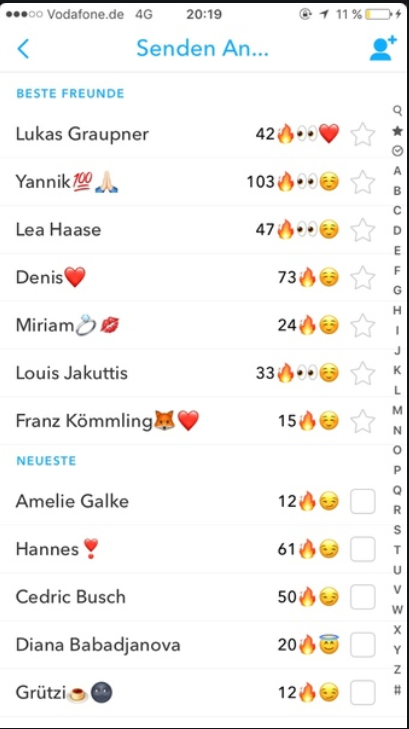 Vodafone.de 4G 20:19 11 %
Senden An...
BESTE FREUNDE
Lukas Graupner 42🔥👀❤️
Yannik💯🙏🏻 103🔥👀☺️
Lea Haase 47🔥👀☺️
Denis❤️ 73🔥☺️
Miriam💍💋 24🔥☺️
Louis Jakuttis 33🔥👀☺️
Franz Kömmling🦊❤️ 15🔥☺️
NEUESTE
Amelie Galke 12🔥😏
Hannes❣️ 61🔥😏
Cedric Busch 50🔥😏
Diana Babadjanova 20🔥😇
Grützi☕🌚 12🔥😏
A
B
C
D
E
F
G
H
I
J
K
L
M
N
O
P
Q
R
S
T
U
V
W
X
Y
Z
#